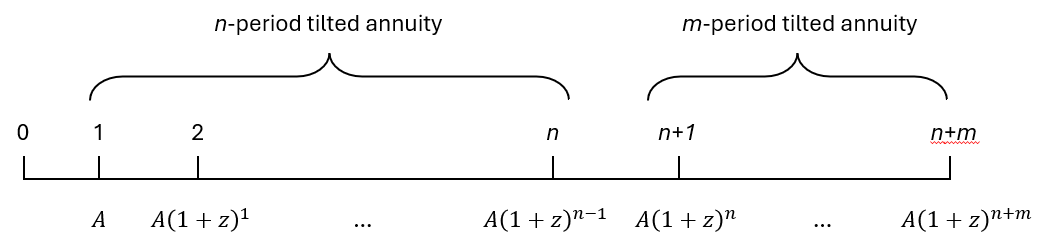 n-period tilted annuity m-period tilted annuity
0 1 2 n n+1 n+m
A A(1 + z)¹ ... A(1 + z)ⁿ⁻¹ A(1 + z)ⁿ ... A(1 + z)ⁿ⁺ᵐ